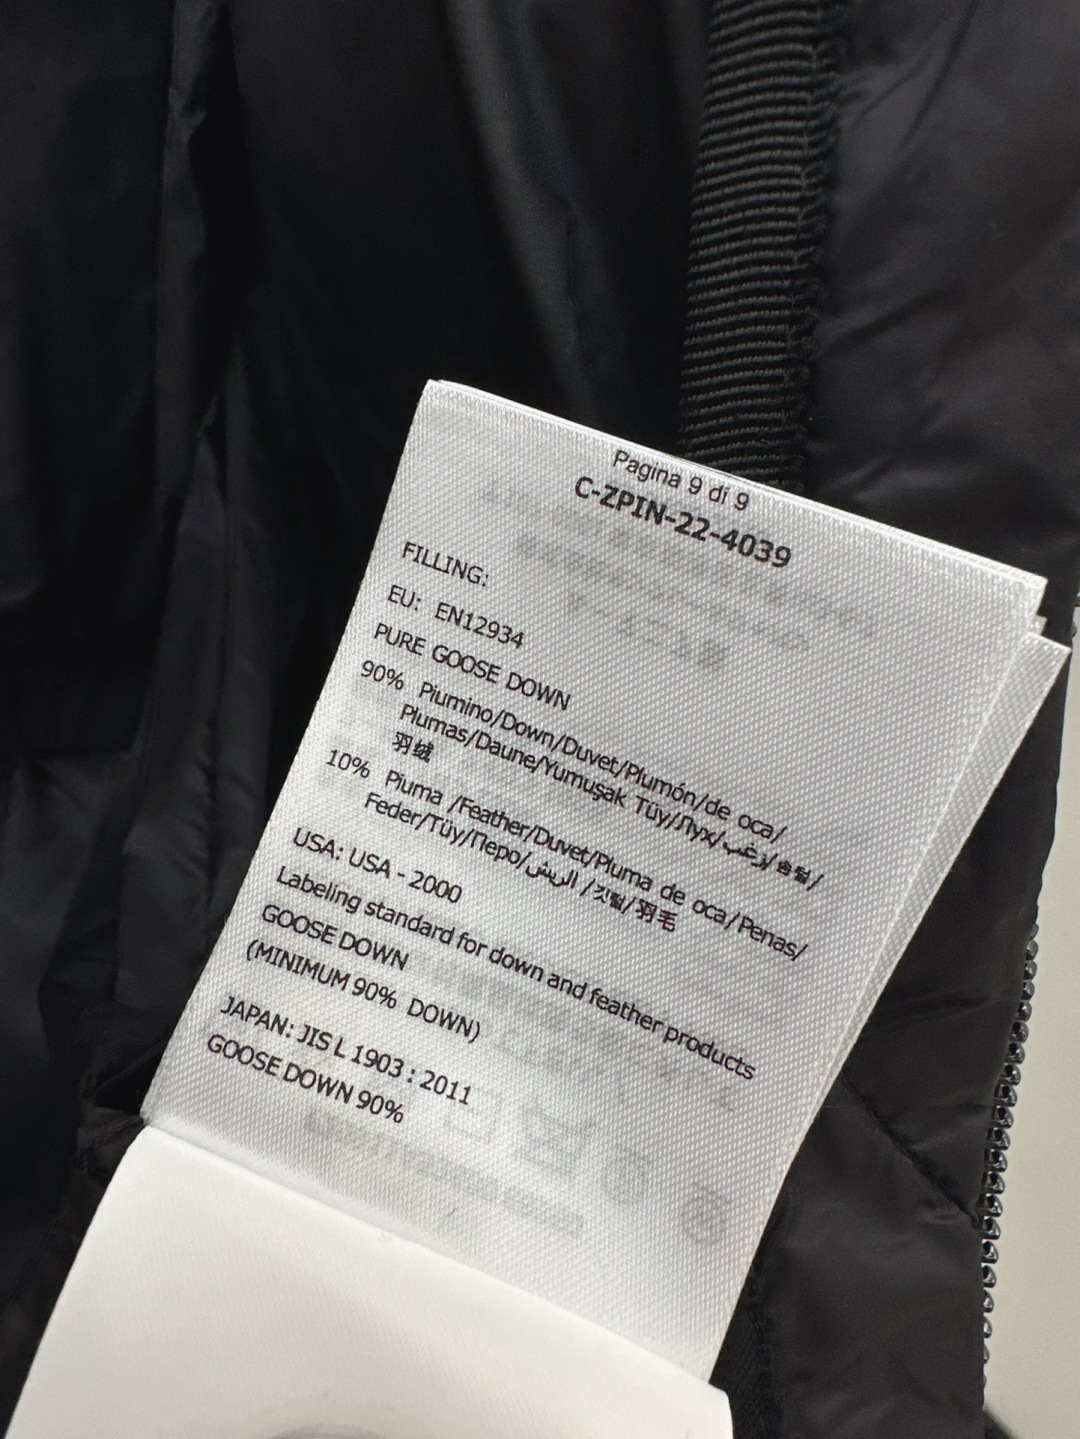 Pagina 9 di 9
C-ZPIN-22-4039
FILLING:
EU: EN12934
PURE GOOSE DOWN
90% Piumino/Down/Duvet/Plumón/de oca/
Plumas/Daune/Yumuşak Tüy/Пух/زغب/솜털/
羽绒
10% Piuma /Feather/Duvet/Pluma de oca/Penas/
Feder/Tüy/Перо/الريش /깃털/羽毛
USA: USA - 2000
Labeling standard for down and feather products
GOOSE DOWN
(MINIMUM 90% DOWN)
JAPAN: JIS L 1903 : 2011
GOOSE DOWN 90%